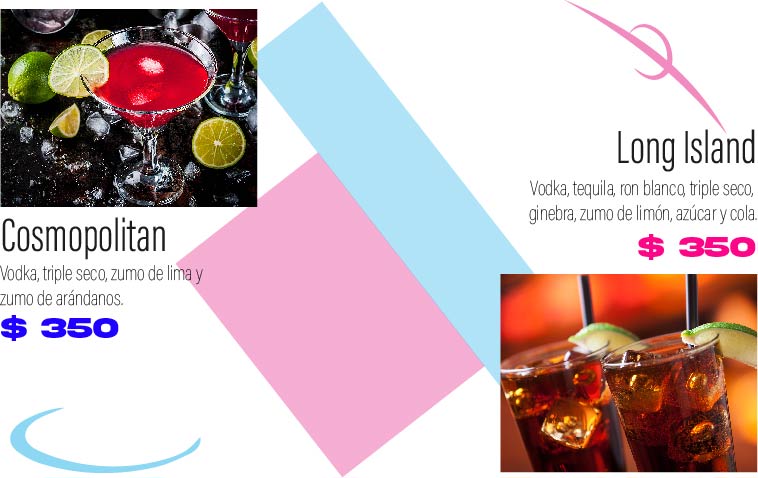 Cosmopolitan
Vodka, triple seco, zumo de lima y
zumo de arándanos.
$ 350
Long Island
Vodka, tequila, ron blanco, triple seco,
ginebra, zumo de limón, azúcar y cola.
$ 350